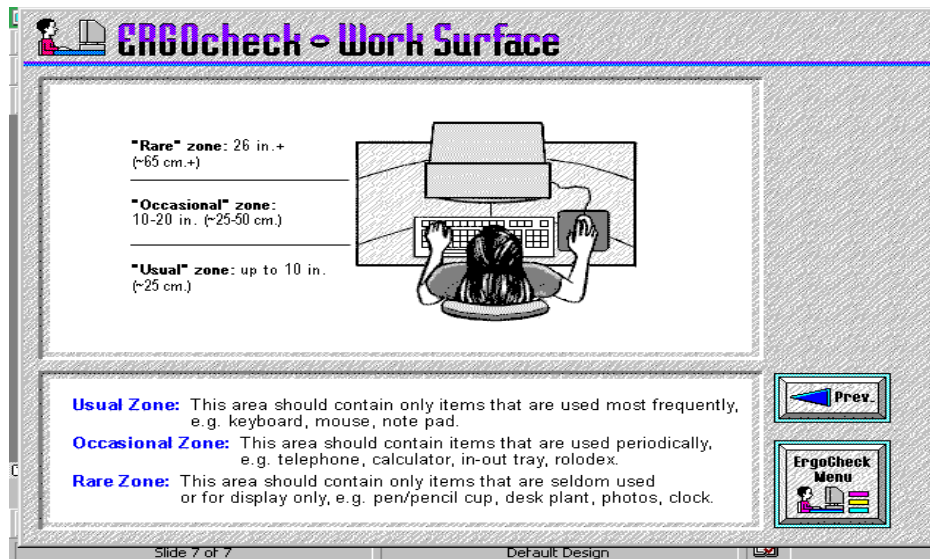 ERGOcheck - Work Surface
"Rare" zone: 26 in.+
(~65 cm.+)
"Occasional" zone:
10-20 in. (~25-50 cm.)
"Usual" zone: up to 10 in.
(~25 cm.)
Usual Zone: This area should contain only items that are used most frequently,
e.g. keyboard, mouse, note pad.
Occasional Zone: This area should contain items that are used periodically,
e.g. telephone, calculator, in-out tray, rolodex.
Rare Zone: This area should contain only items that are seldom used
or for display only, e.g. pen/pencil cup, desk plant, photos, clock.
Prev.
ErgoCheck
Menu
Slide 7 of 7
Default Design